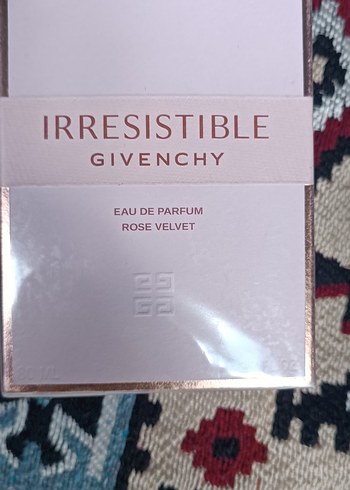 IRRESISTIBLE
GIVENCHY
EAU DE PARFUM
ROSE VELVET